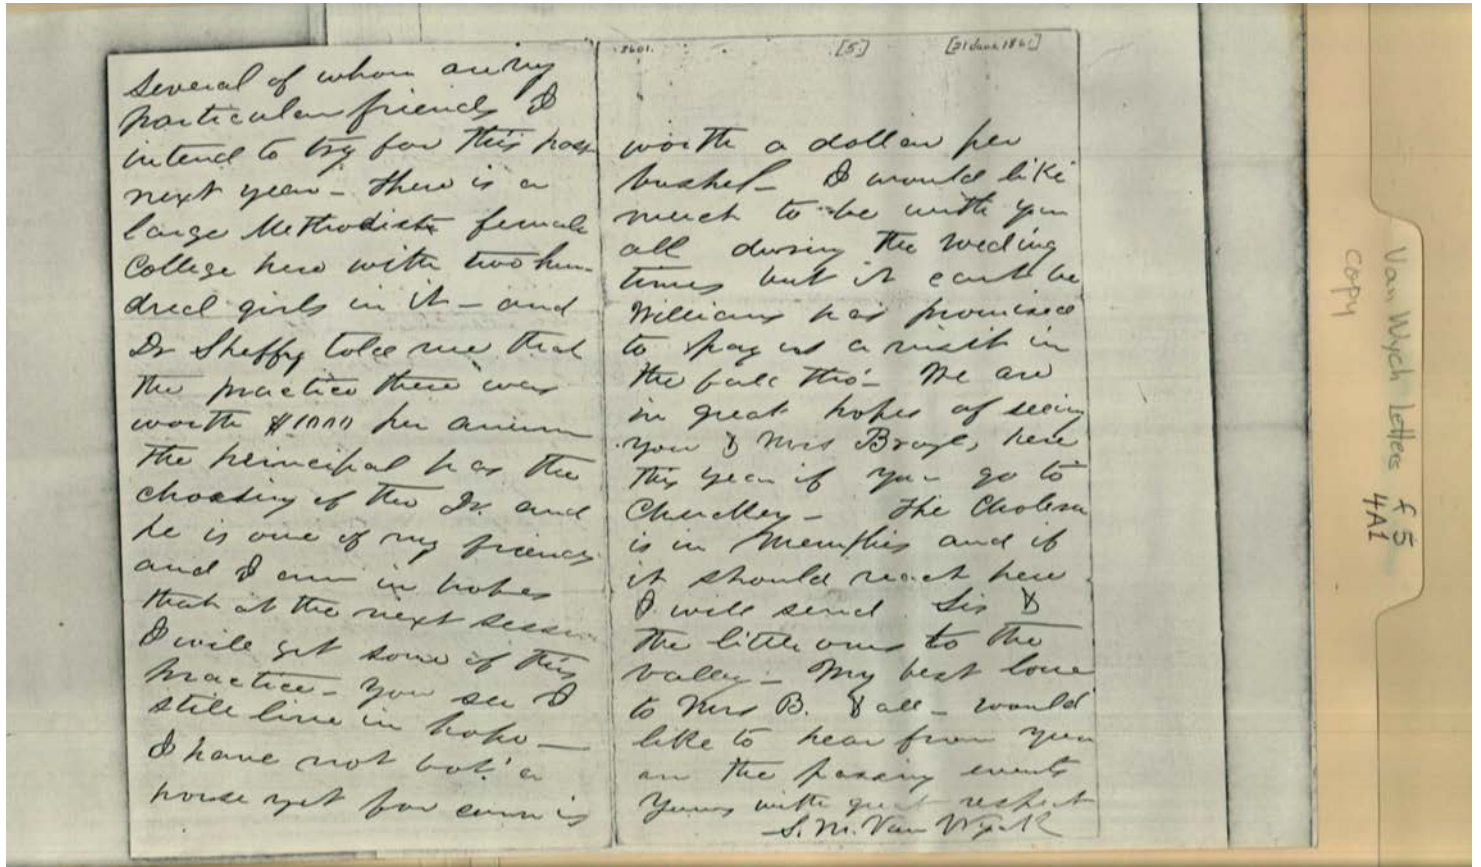 several of whom are my
particular friends I
intend to try for this post
next year – there is a
large Methodist female
College here with two hun-
dred girls in it – and
Dr Sheffy told me that
the practice there was
worth $1000 per annum
the principal has the
choosing of the Dr. and
he is one of my friends
and I am in hopes
that at the next session
I will get some of this
practice – You see I
still live in hope –
I have not bot' a
horse yet for corn is
8601. [5.] [21 June 1861]
worth a dollar per
bushel – I would like
much to be with you
all during the weding
times but it cant be
Williams has promised
to pay us a visit in
the fall tho' – We are
in great hopes of seeing
you & Mrs here
this year if you go to
– The Cholera
is in Memphis and if
it should reach here
I will send Sis &
the little ones to the
valley – My best love
to Mrs B. & all – would
like to hear from you
on the passing events
Yours with great respect
S. M. Van Wyck
Van Wych Letters f 5
COPY 4A1